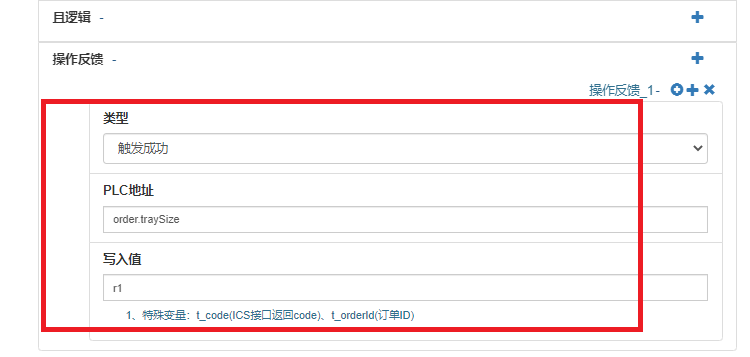 且逻辑 -
操作反馈 -
操作反馈_1 -
类型
触发成功
PLC地址
order.traySize
写入值
r1
1、特殊变量：t_code(ICS接口返回code)、t_orderId(订单ID)